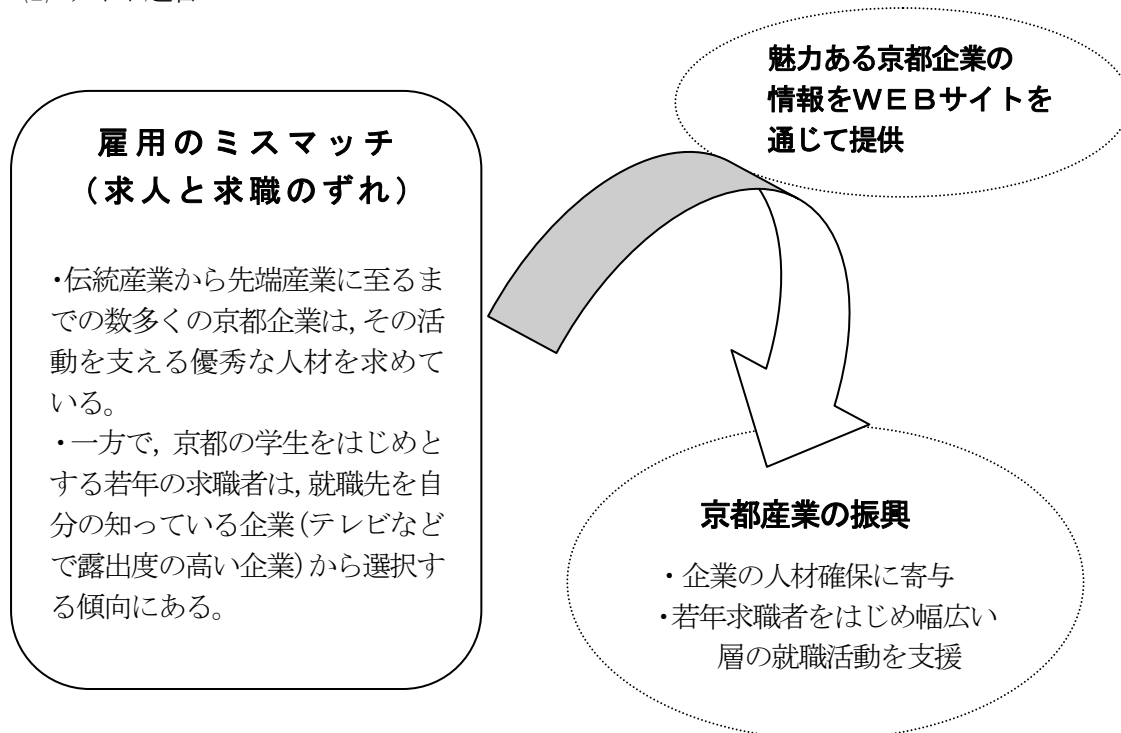 雇用のミスマッチ
（求人と求職のずれ）
・伝統産業から先端産業に至るま
での数多くの京都企業は，その活
動を支える優秀な人材を求めて
いる。
・一方で，京都の学生をはじめと
する若年の求職者は，就職先を自
分の知っている企業（テレビなど
で露出度の高い企業）から選択す
る傾向にある。
魅力ある京都企業の
情報をＷＥＢサイトを
通じて提供
京都産業の振興
・企業の人材確保に寄与
・若年求職者をはじめ幅広い
層の就職活動を支援